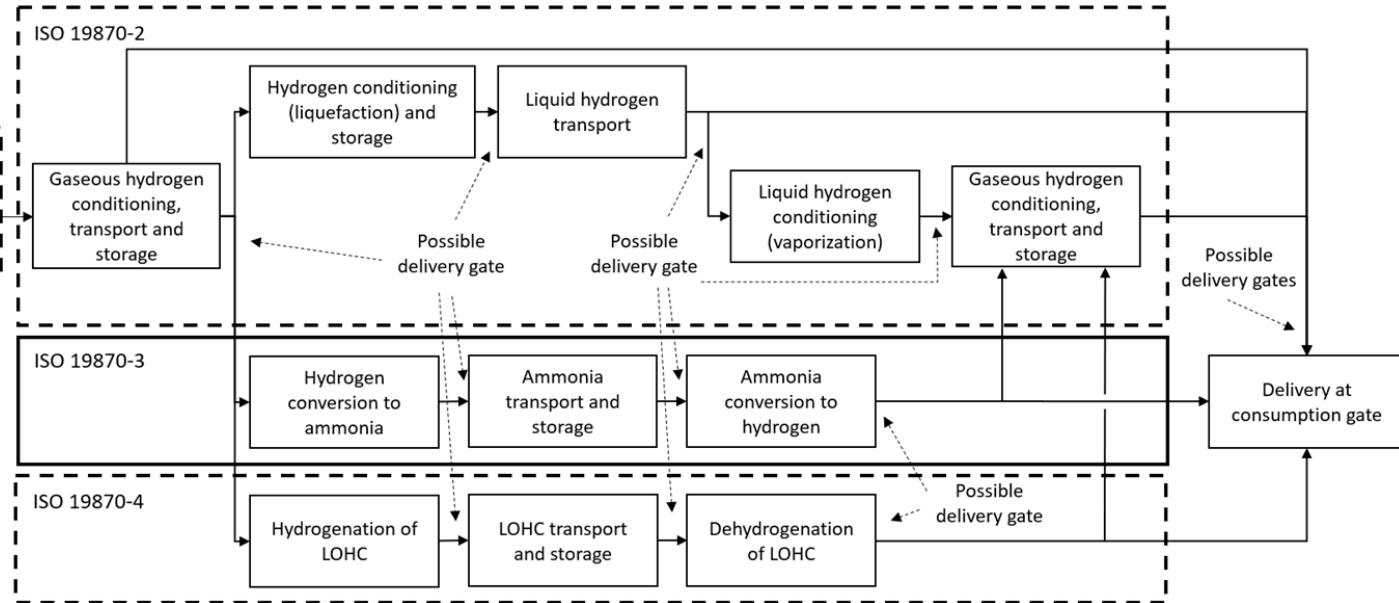 ISO 19870-2
Hydrogen conditioning
(liquefaction) and
storage
Liquid hydrogen
transport
Gaseous hydrogen
conditioning,
transport and
storage
Liquid hydrogen
conditioning
(vaporization)
Gaseous hydrogen
conditioning,
transport and
storage
Possible
delivery gate
Possible
delivery gate
Possible
delivery gates
ISO 19870-3
Hydrogen
conversion to
ammonia
Ammonia
transport and
storage
Ammonia
conversion to
hydrogen
Delivery at
consumption gate
ISO 19870-4
Hydrogenation of
LOHC
LOHC transport
and storage
Dehydrogenation
of LOHC
Possible
delivery gate